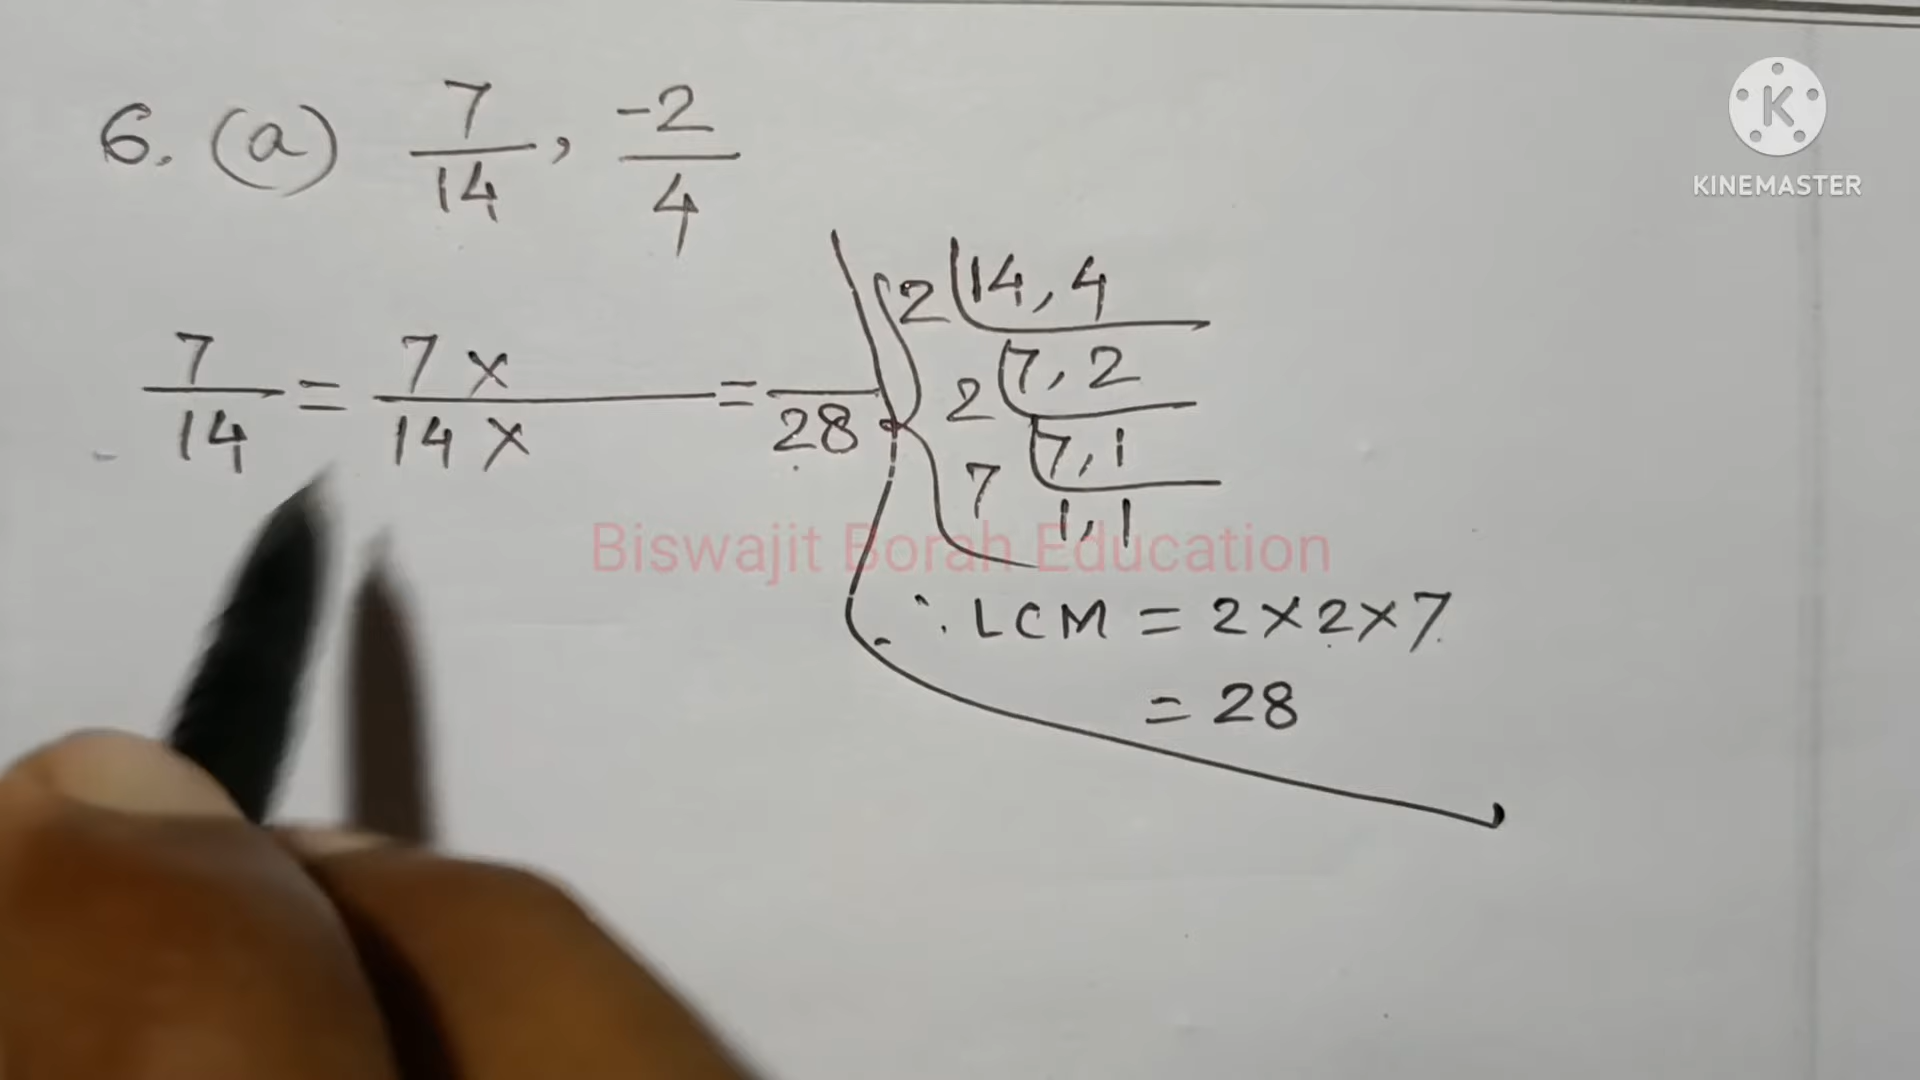 6. (a) 7/14, -2/4
KINEMASTER
7/14 = 7 ×/14 × = /28
2 | 14, 4
2 | 7, 2
7 | 7, 1
1, 1
Biswajit Borah Education
∴ LCM = 2 × 2 × 7
= 28